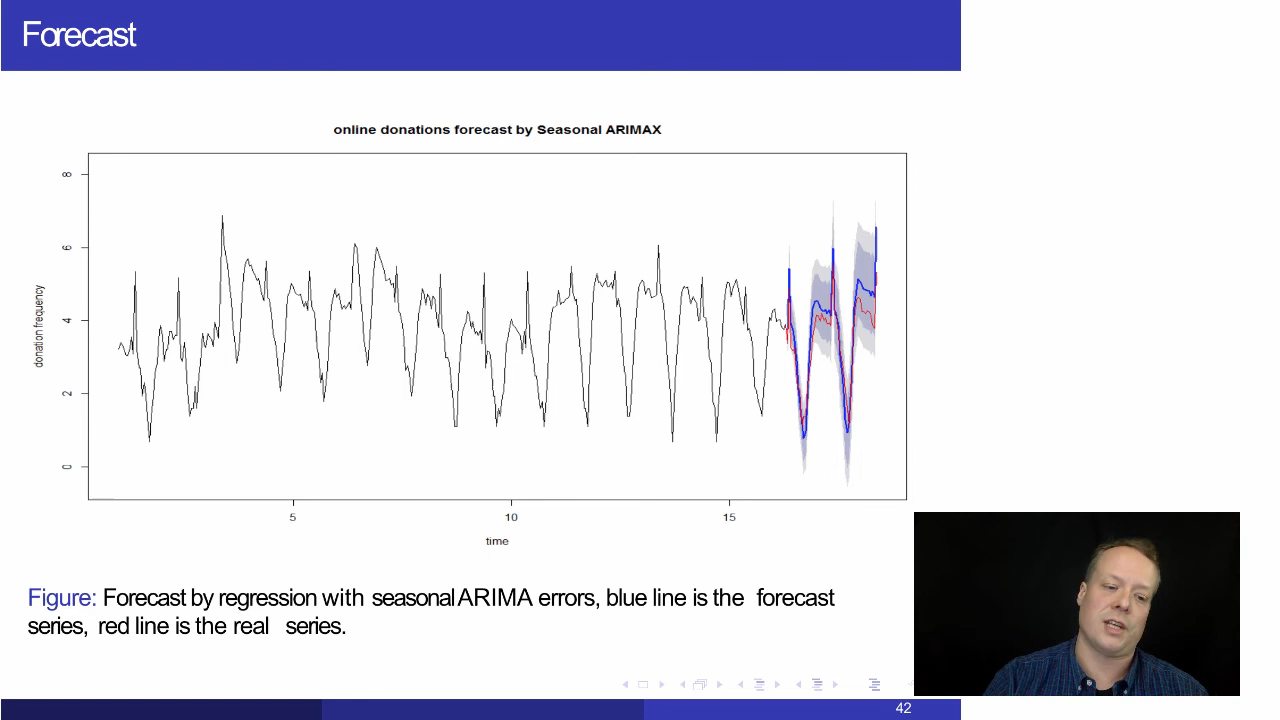 Forecast
online donations forecast by Seasonal ARIMAX
8
6
4
2
0
donation frequency
5 10 15
time
Figure: Forecast by regression with seasonal ARIMA errors, blue line is the forecast
series, red line is the real series.
42